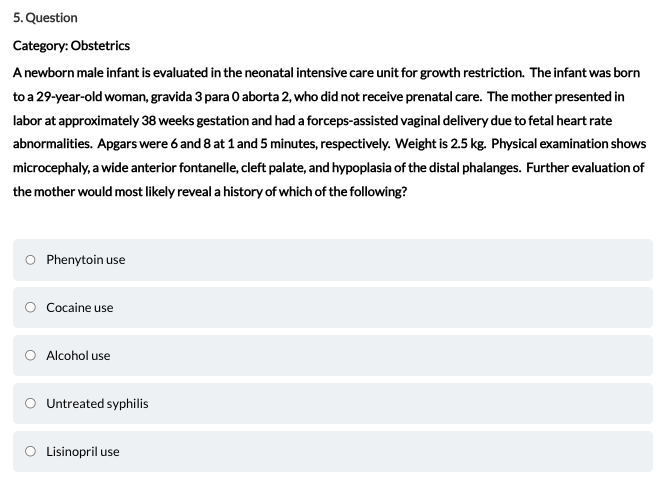 5. Question
Category: Obstetrics
A newborn male infant is evaluated in the neonatal intensive care unit for growth restriction. The infant was born
to a 29-year-old woman, gravida 3 para 0 aborta 2, who did not receive prenatal care. The mother presented in
labor at approximately 38 weeks gestation and had a forceps-assisted vaginal delivery due to fetal heart rate
abnormalities. Apgars were 6 and 8 at 1 and 5 minutes, respectively. Weight is 2.5 kg. Physical examination shows
microcephaly, a wide anterior fontanelle, cleft palate, and hypoplasia of the distal phalanges. Further evaluation of
the mother would most likely reveal a history of which of the following?
Phenytoin use
Cocaine use
Alcohol use
Untreated syphilis
Lisinopril use